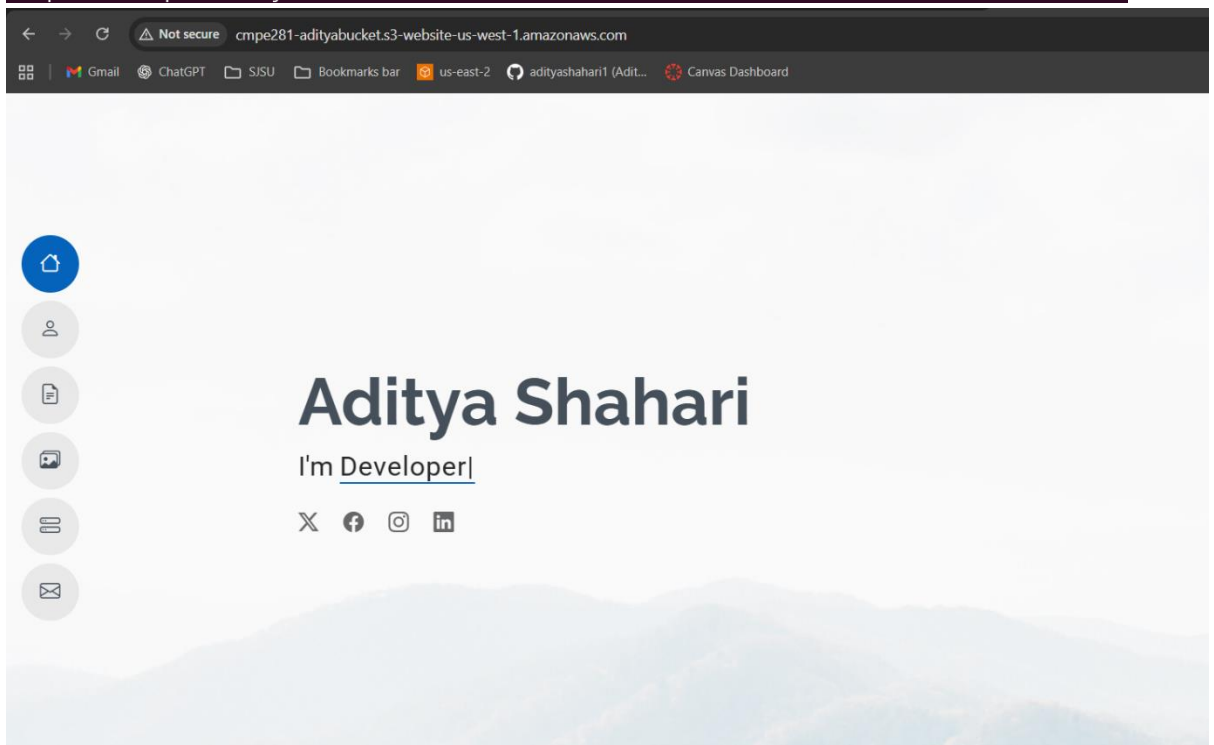 Not secure cmpe281-adityabucket.s3-website-us-west-1.amazonaws.com
Gmail ChatGPT SJSU Bookmarks bar us-east-2 adityashahari1 (Adit... Canvas Dashboard
Aditya Shahari
I'm Developer|